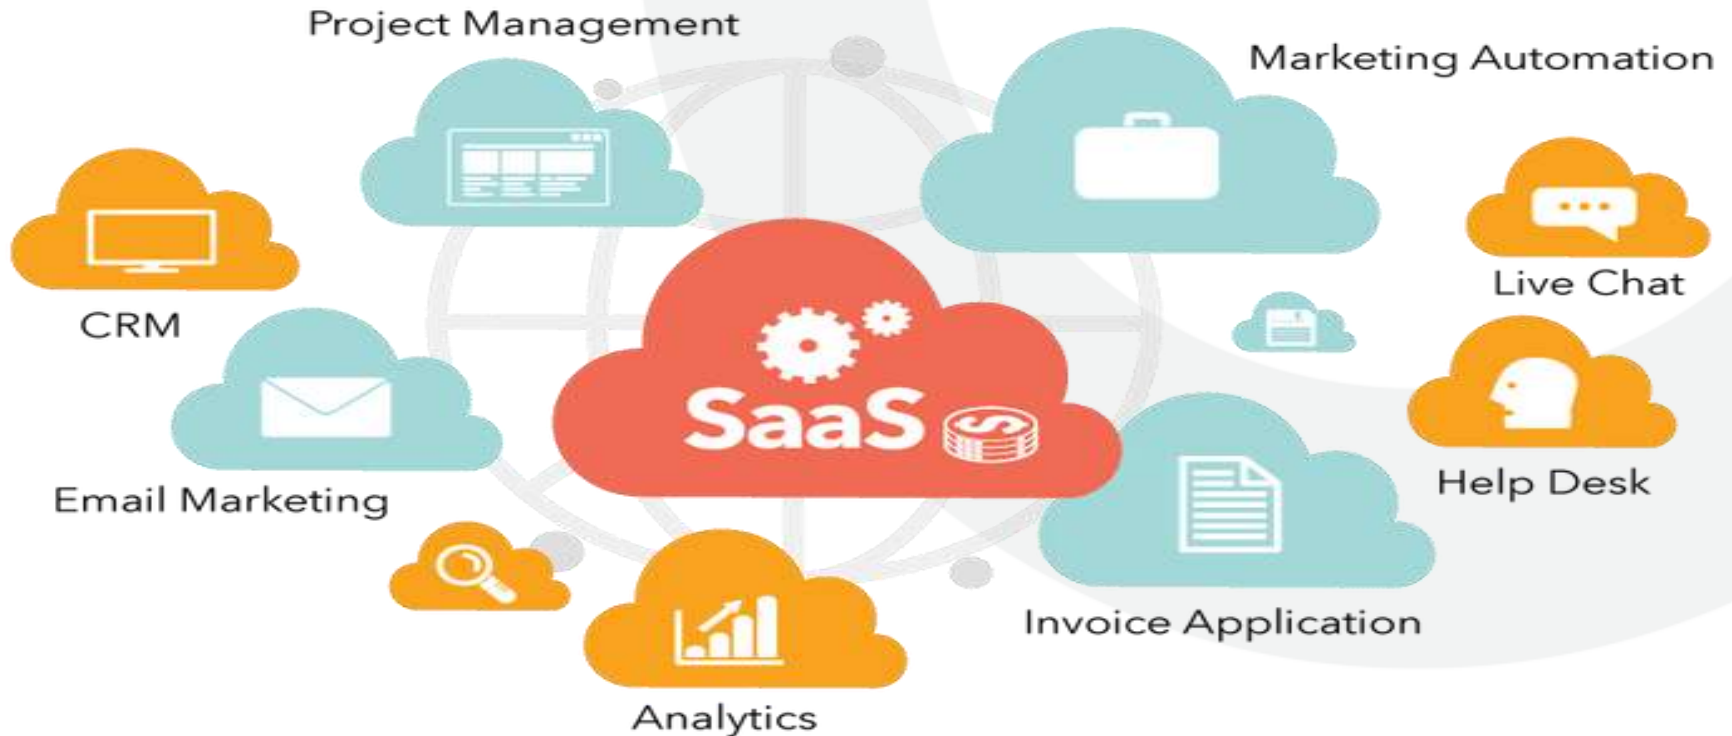 Project Management
Marketing Automation
CRM
Live Chat
SaaS
Email Marketing
Help Desk
Invoice Application
Analytics